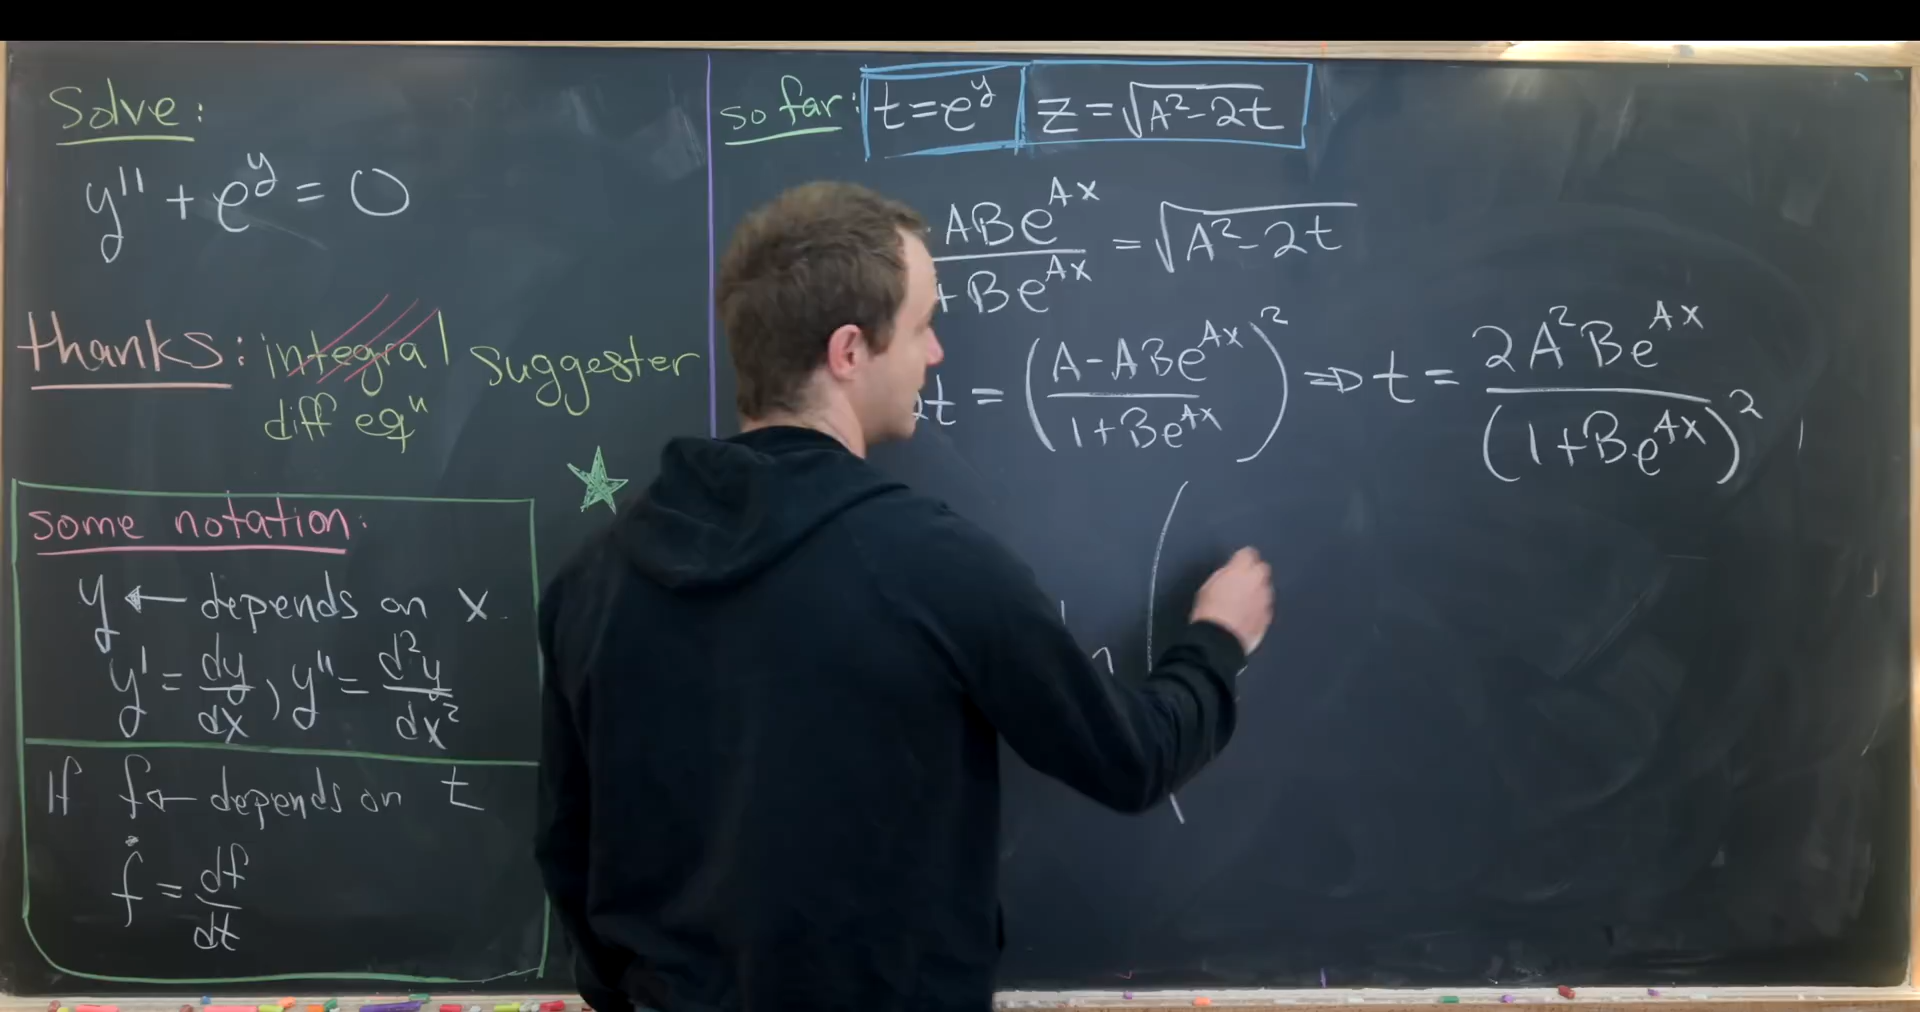 Solve:
y'' + e^y = 0
thanks: integral suggester
diff eqⁿ
some notation:
y ← depends on x
y' = dy/dx, y'' = d²y/dx²
If f ← depends on t
ḟ = df/dt
so far: t = e^y z = √(A² - 2t)
ABe^(Ax) / + Be^(Ax) = √(A² - 2t)
t = ((A - ABe^(Ax)) / (1 + Be^(Ax)))² ⇒ t = 2A²Be^(Ax) / (1 + Be^(Ax))²